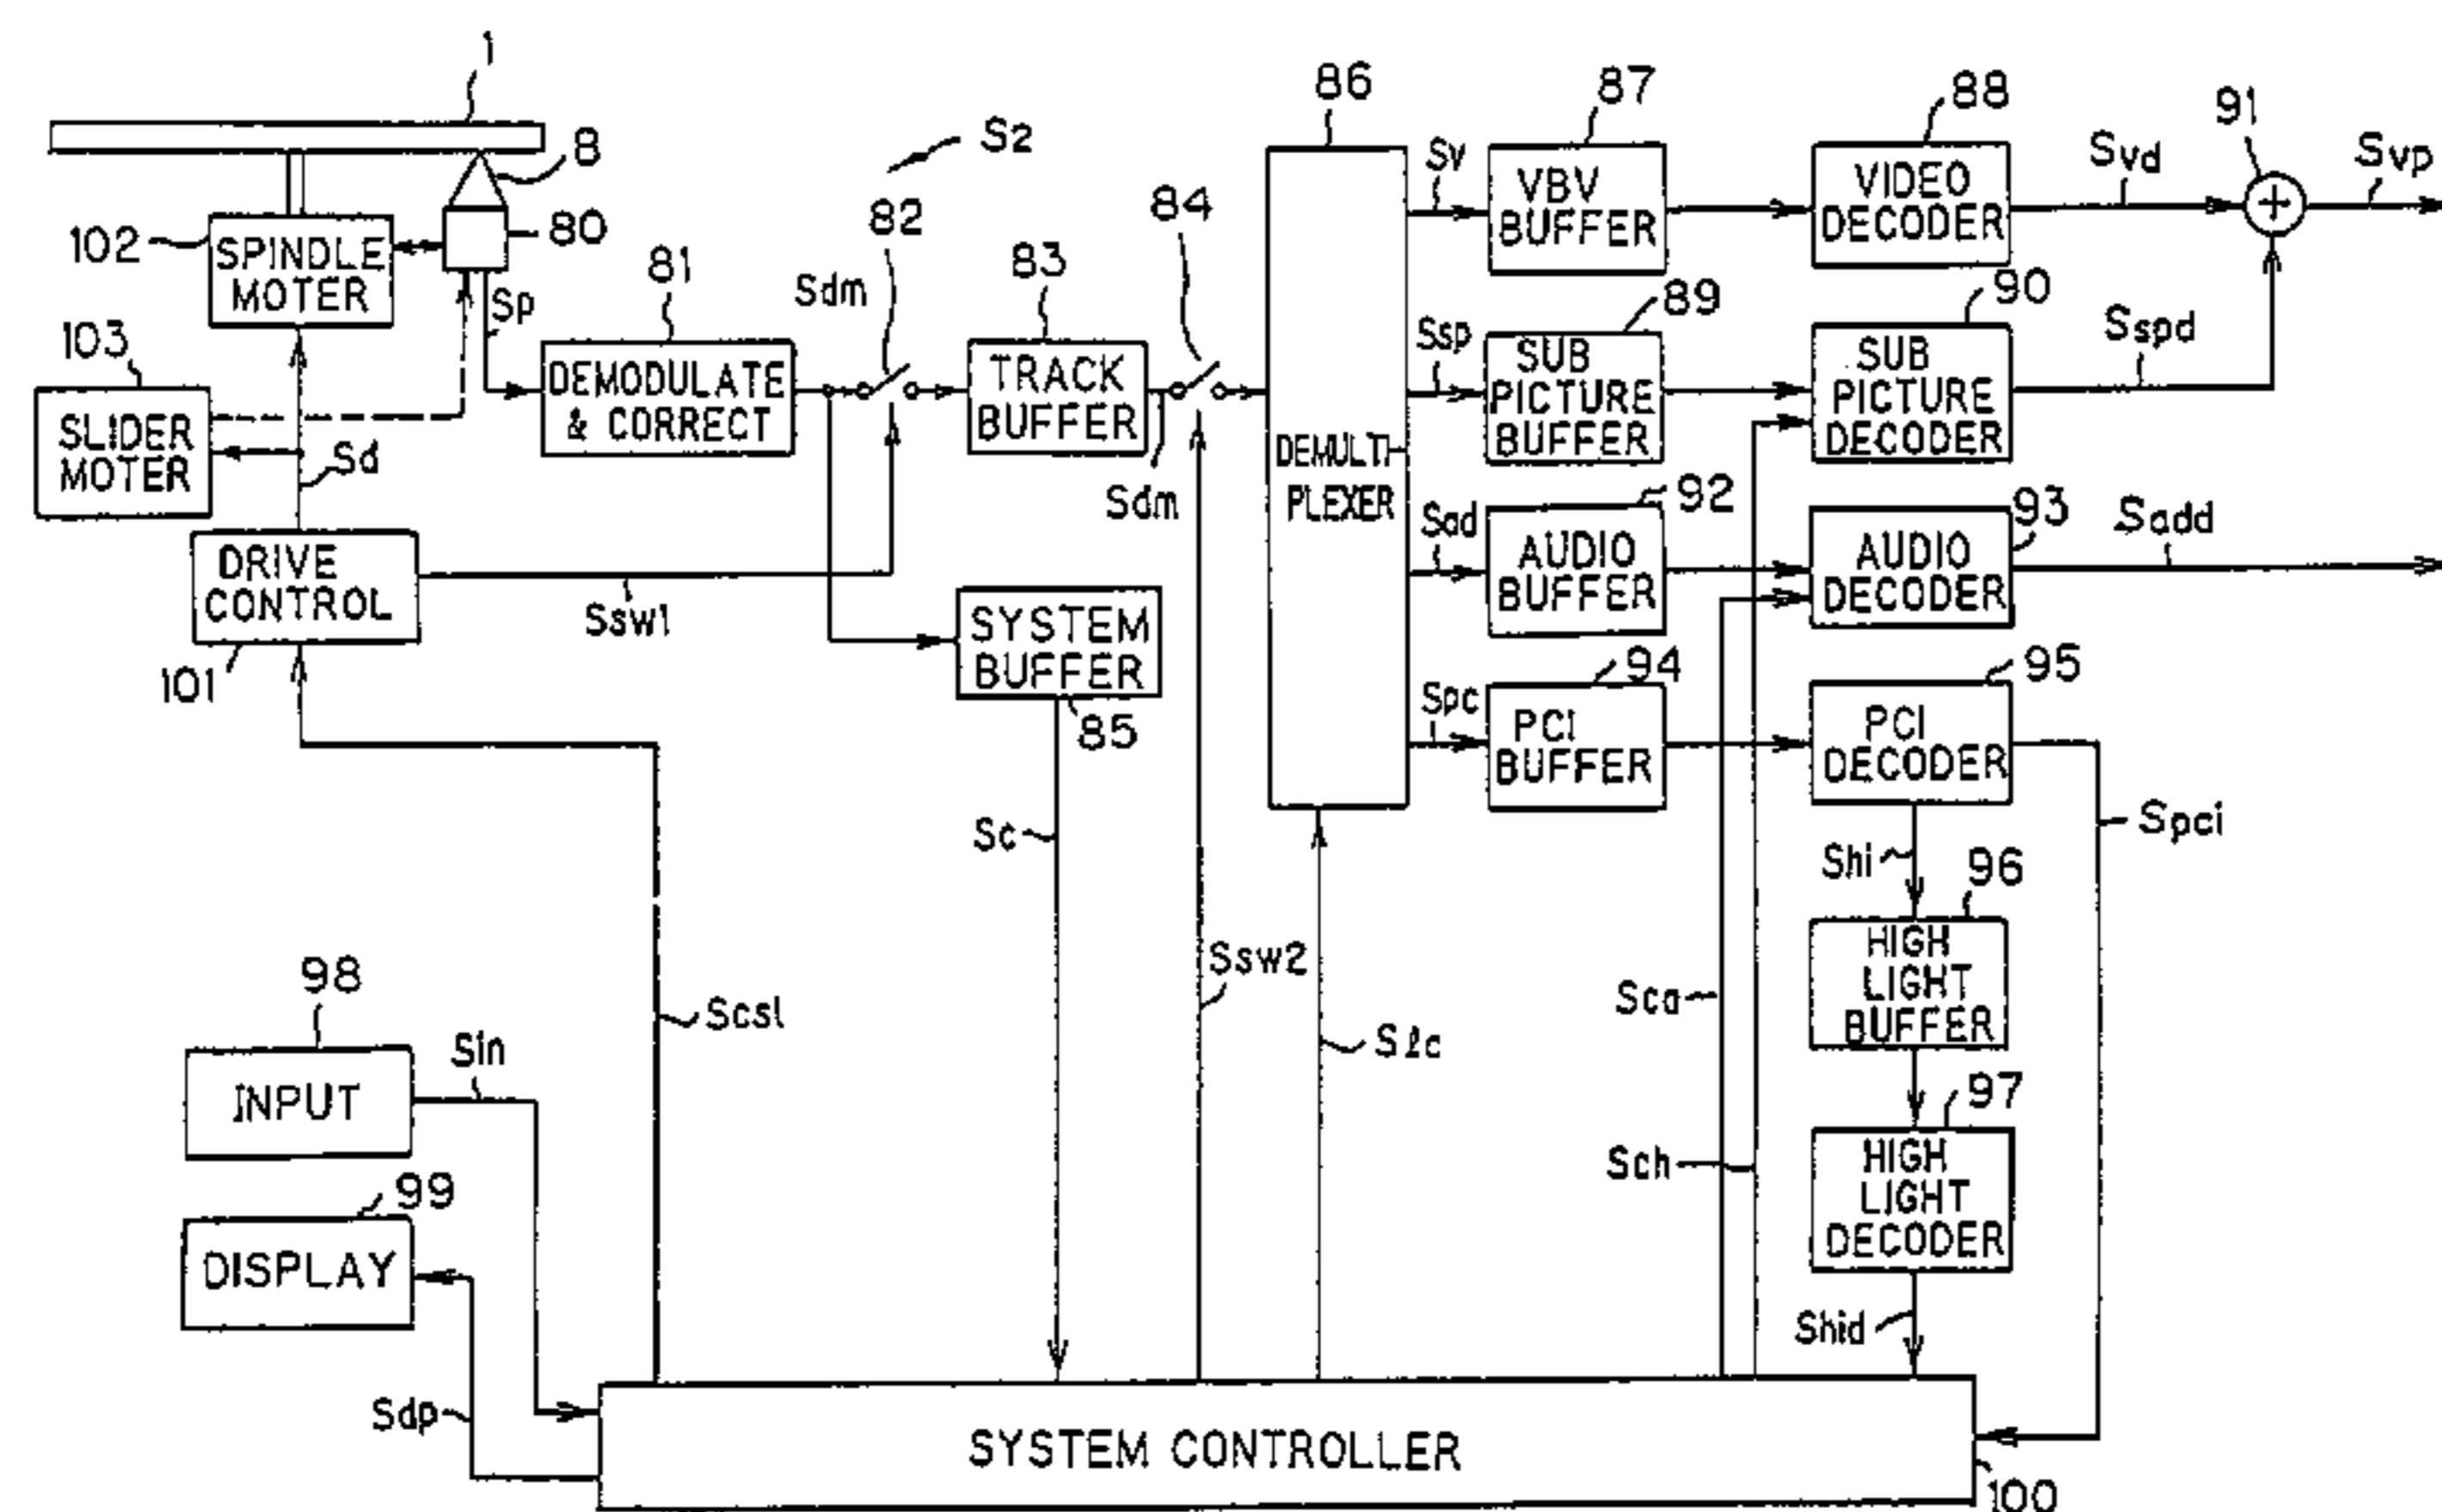 1
8
S2
86
87
88
91
Sv
Svd
Svp
VBV
BUFFER
VIDEO
DECODER
102
SPINDLE
MOTER
80
81
Sdm
82
83
84
Sp
89
90
103
SLIDER
MOTER
Sd
DEMODULATE
& CORRECT
TRACK
BUFFER
Sdm
DEMULTI-
PLEXER
Ssp
SUB
PICTURE
BUFFER
SUB
PICTURE
DECODER
Sspd
92
93
DRIVE
CONTROL
101
Ssw1
SYSTEM
BUFFER
85
Sad
AUDIO
BUFFER
AUDIO
DECODER
Sadd
94
95
Spc
PCI
BUFFER
PCI
DECODER
Spci
Sc
Shi
96
HIGH
LIGHT
BUFFER
98
Sin
INPUT
Scsl
Ssw2
Slc
Sca
Sch
97
HIGH
LIGHT
DECODER
99
DISPLAY
Sdp
Shid
SYSTEM CONTROLLER
100